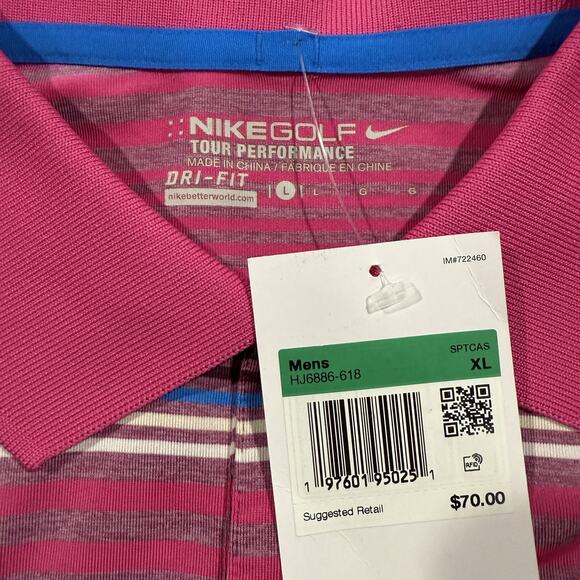 NIKEGOLF
TOUR PERFORMANCE
MADE IN CHINA / FABRIQUÉ EN CHINE
DRI-FIT L L G G
nikebetterworld.com
IM#722460
Mens SPTCAS
HJ6886-618 XL
RFID
1 97601 95025 1
Suggested Retail $70.00